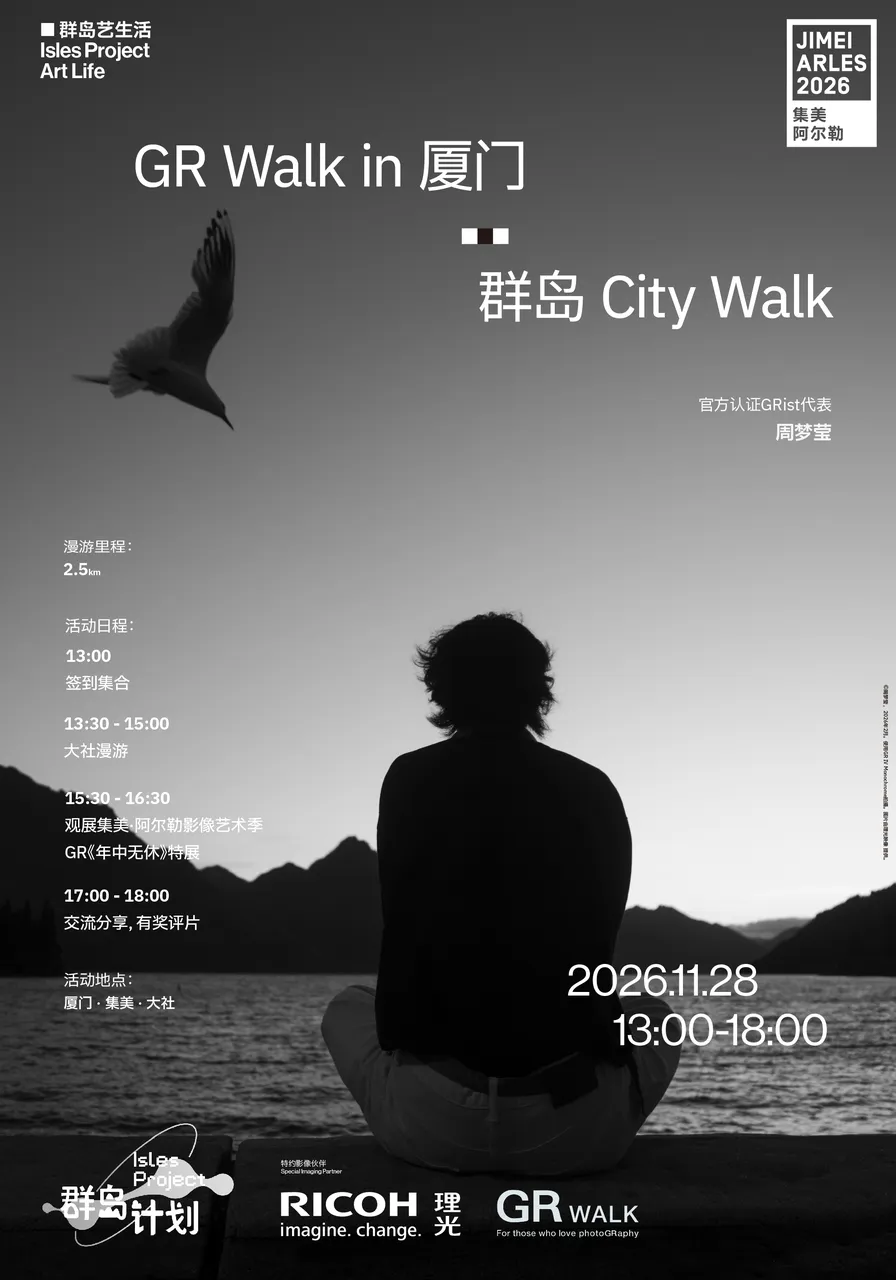 群岛艺生活
Isles Project
Art Life
JIMEI
ARLES
2026
集美
阿尔勒
GR Walk in 厦门
群岛 City Walk
官方认证GRist代表
周梦莹
漫游里程：
2.5km
活动日程：
13:00
签到集合
13:30 - 15:00
大社漫游
15:30 - 16:30
观展集美·阿尔勒影像艺术季
GR《年中无休》特展
17:00 - 18:00
交流分享, 有奖评片
活动地点：
厦门 · 集美 · 大社
2026.11.28
13:00-18:00
Isles
Project
群岛
计划
特约影像伙伴
Special Imaging Partner
RICOH
imagine. change.
理光
GR WALK
For those who love photoGRaphy